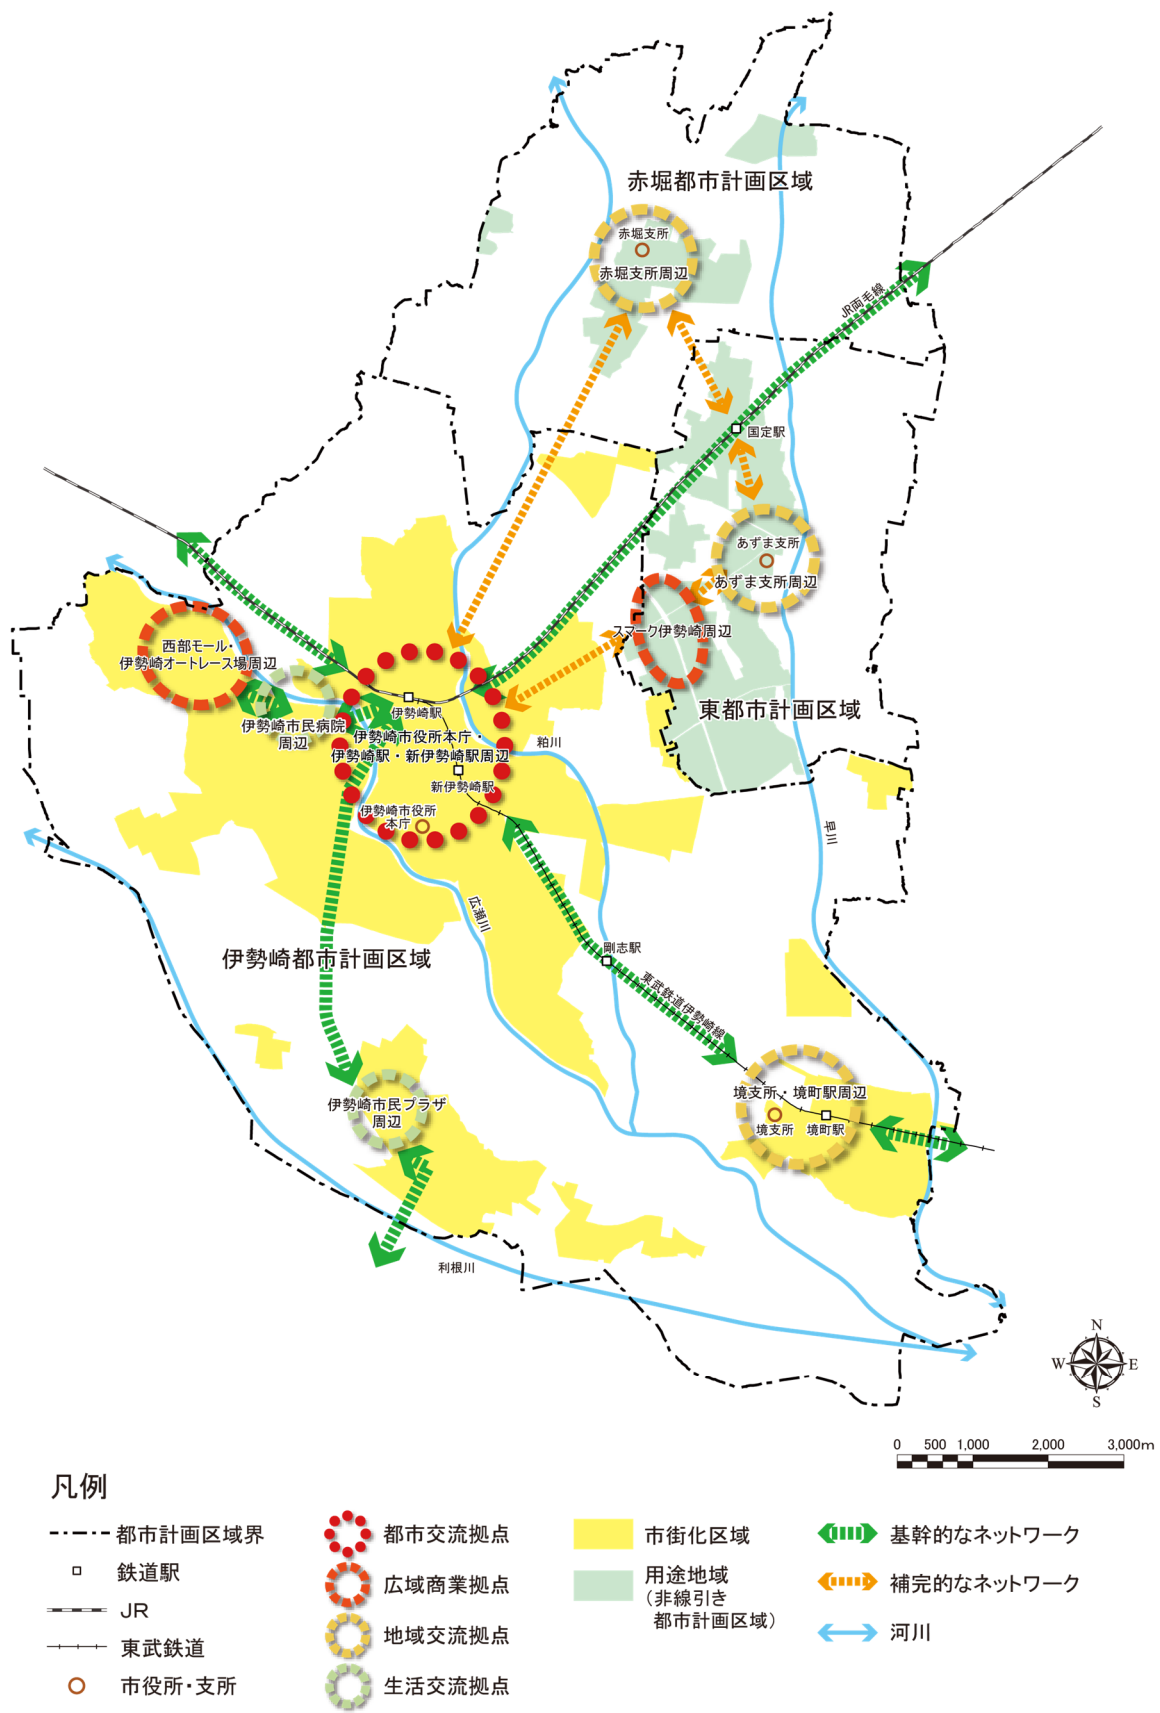 赤堀都市計画区域
赤堀支所
赤堀支所周辺
JR両毛線
国定駅
あずま支所
あずま支所周辺
スマーク伊勢崎周辺
西部モール・
伊勢崎オートレース場周辺
東都市計画区域
伊勢崎駅
伊勢崎市民病院
周辺
伊勢崎市役所本庁・
伊勢崎駅・新伊勢崎駅周辺
粕川
新伊勢崎駅
伊勢崎市役所
本庁
早川
広瀬川
剛志駅
伊勢崎都市計画区域
東武鉄道伊勢崎線
境支所・境町駅周辺
境支所
境町駅
伊勢崎市民プラザ
周辺
利根川
N
W
E
S
0 500 1,000 2,000 3,000m
凡例
都市計画区域界
鉄道駅
JR
東武鉄道
市役所・支所
都市交流拠点
広域商業拠点
地域交流拠点
生活交流拠点
市街化区域
用途地域
（非線引き
都市計画区域）
基幹的なネットワーク
補完的なネットワーク
河川